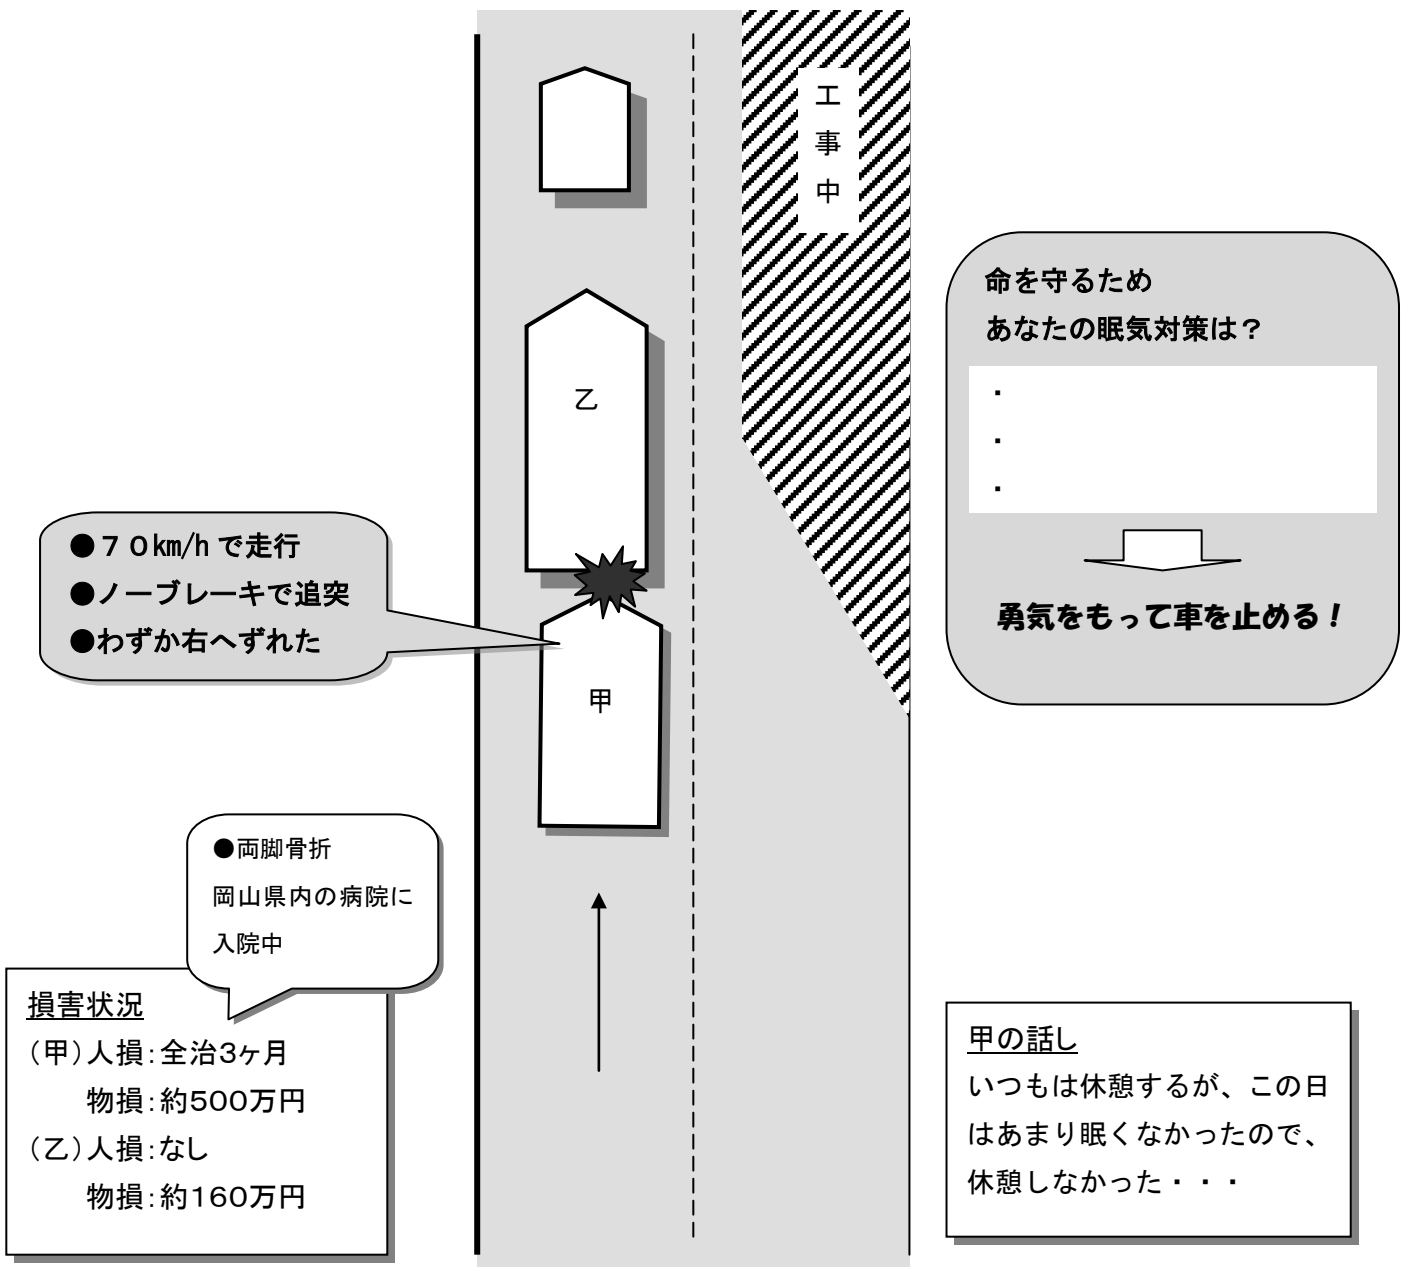 工
事
中
命を守るため
あなたの眠気対策は？
・
・
・
勇気をもって車を止める！
乙
●７０km/h で走行
●ノーブレーキで追突
●わずか右へずれた
甲
●両脚骨折
岡山県内の病院に
入院中
損害状況
（甲）人損：全治３ヶ月
物損：約５００万円
（乙）人損：なし
物損：約１６０万円
甲の話し
いつもは休憩するが、この日
はあまり眠くなかったので、
休憩しなかった・・・